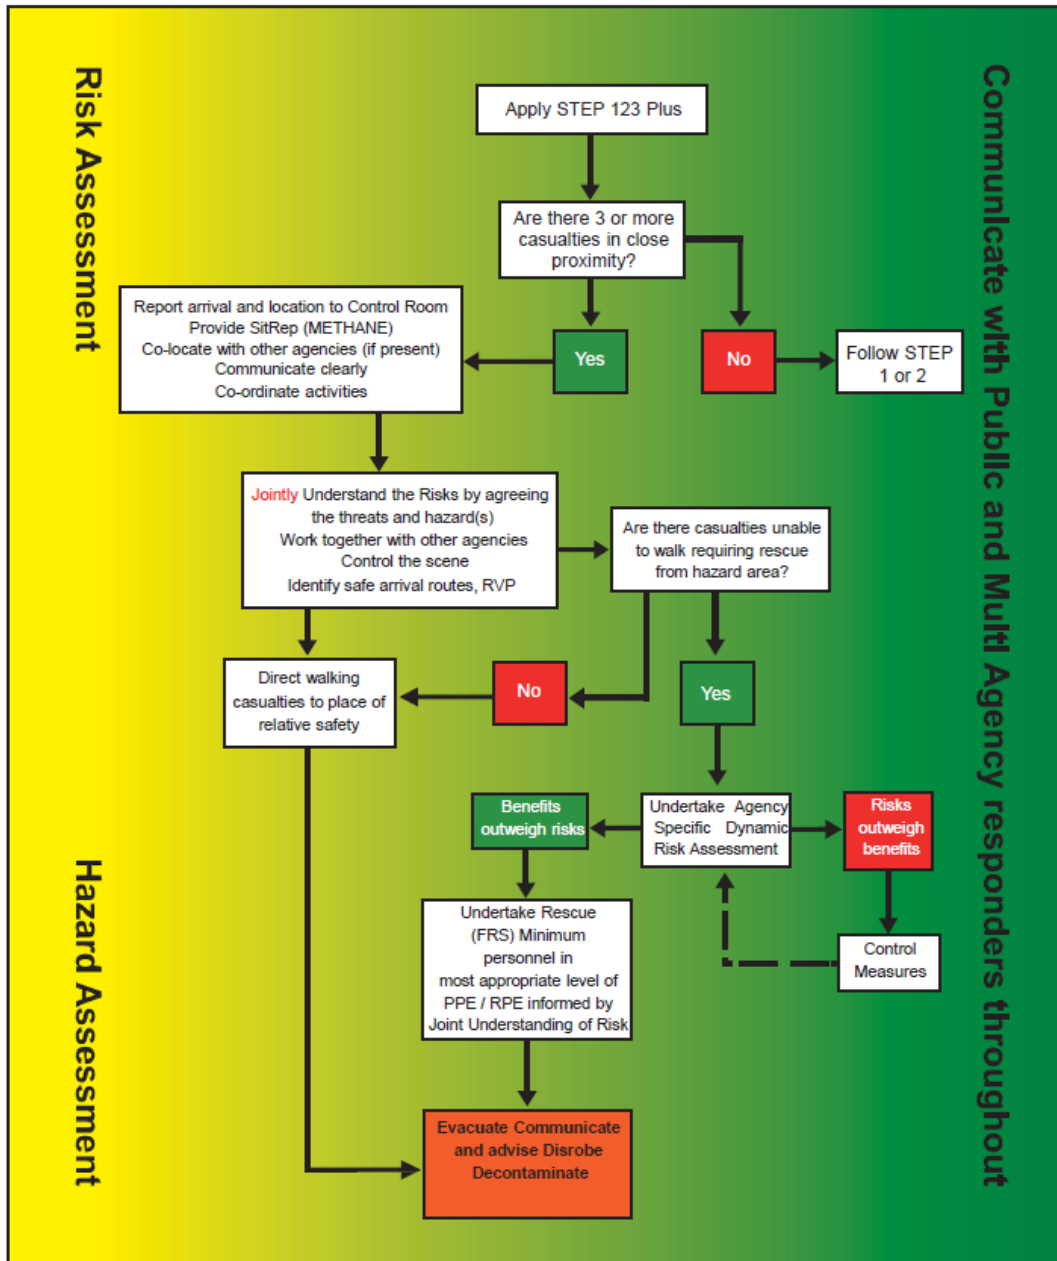 Risk Assessment
Hazard Assessment
Communicate with Public and Multi Agency responders throughout
Apply STEP 123 Plus
Are there 3 or more
casualties in close
proximity?
Yes
No
Follow STEP
1 or 2
Report arrival and location to Control Room
Provide SitRep (METHANE)
Co-locate with other agencies (if present)
Communicate clearly
Co-ordinate activities
Jointly Understand the Risks by agreeing
the threats and hazard(s)
Work together with other agencies
Control the scene
Identify safe arrival routes, RVP
Are there casualties unable
to walk requiring rescue
from hazard area?
Direct walking
casualties to place of
relative safety
No
Yes
Benefits
outweigh risks
Undertake Agency
Specific Dynamic
Risk Assessment
Risks
outweigh
benefits
Undertake Rescue
(FRS) Minimum
personnel in
most appropriate level of
PPE / RPE informed by
Joint Understanding of Risk
Control
Measures
Evacuate Communicate
and advise Disrobe
Decontaminate